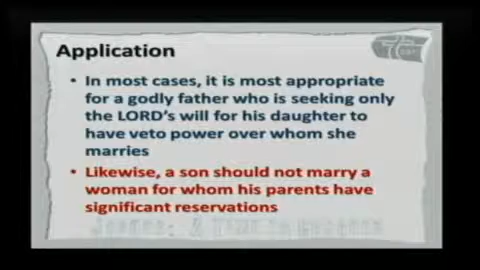 Application
• In most cases, it is most appropriate
for a godly father who is seeking only
the LORD's will for his daughter to
have veto power over whom she
marries
• Likewise, a son should not marry a
woman for whom his parents have
significant reservations